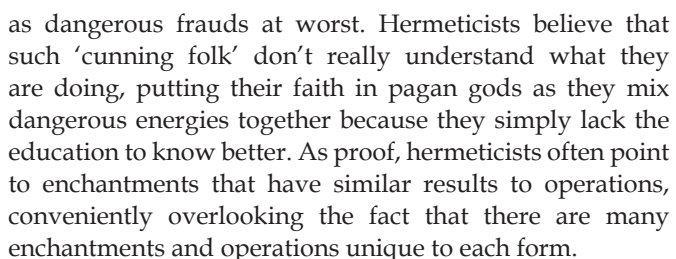 as dangerous frauds at worst. Hermeticists believe that
such ‘cunning folk’ don’t really understand what they
are doing, putting their faith in pagan gods as they mix
dangerous energies together because they simply lack the
education to know better. As proof, hermeticists often point
to enchantments that have similar results to operations,
conveniently overlooking the fact that there are many
enchantments and operations unique to each form.